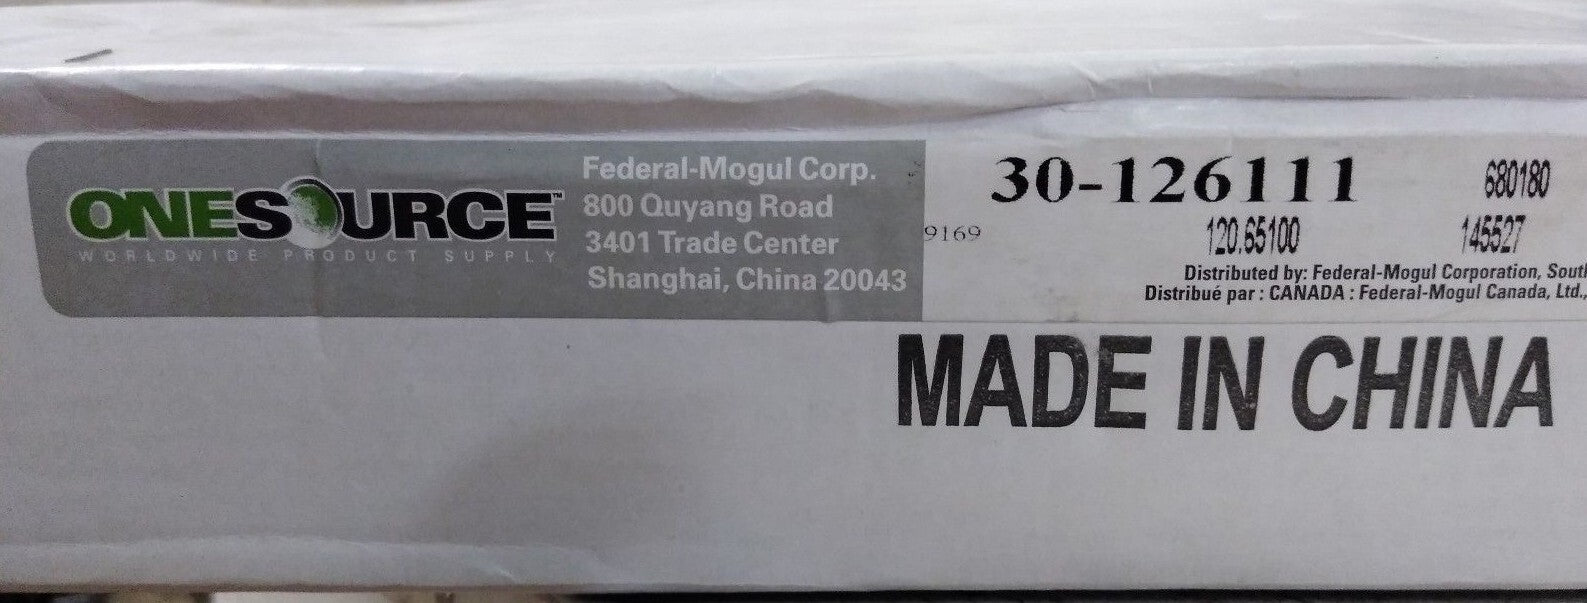 ONESOURCE™
WORLDWIDE PRODUCT SUPPLY
Federal-Mogul Corp.
800 Quyang Road
3401 Trade Center
Shanghai, China 20043
30-126111
680180
9169
120.65100
145527
Distributed by: Federal-Mogul Corporation,
Distribué par : CANADA : Federal-Mogul Canada, Ltd.,
MADE IN CHINA